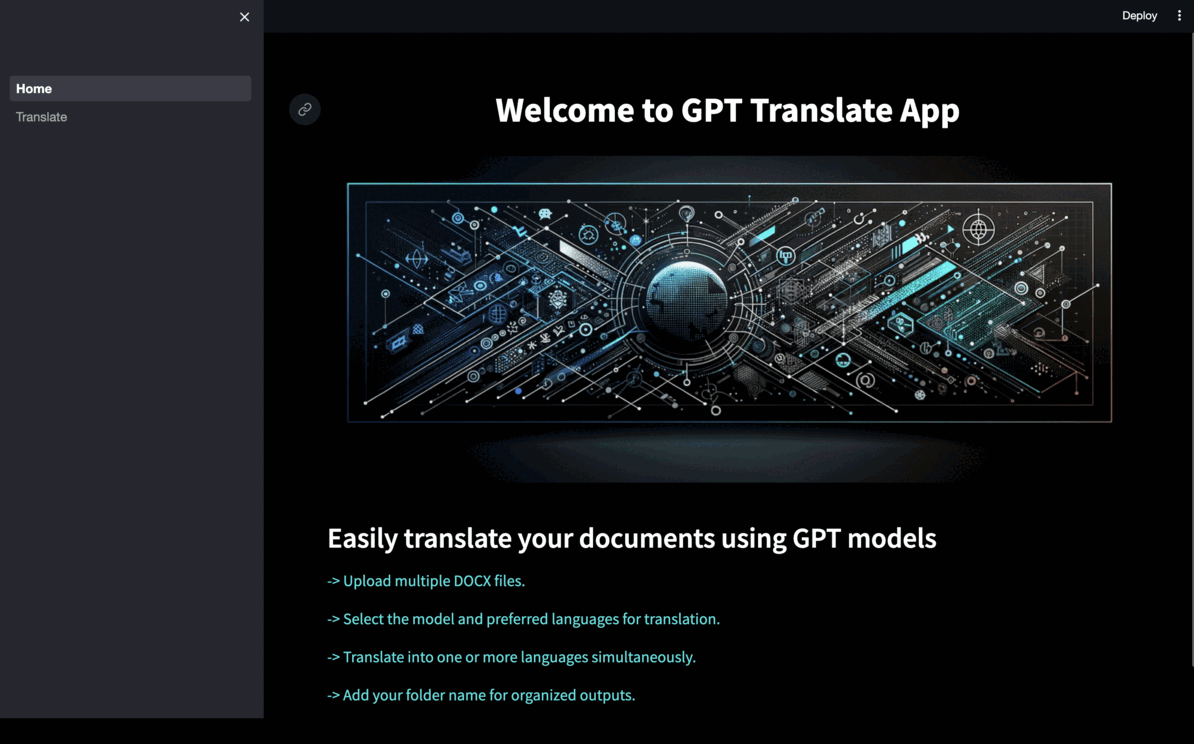 Deploy
Home
Translate
Welcome to GPT Translate App
Easily translate your documents using GPT models
-> Upload multiple DOCX files.
-> Select the model and preferred languages for translation.
-> Translate into one or more languages simultaneously.
-> Add your folder name for organized outputs.